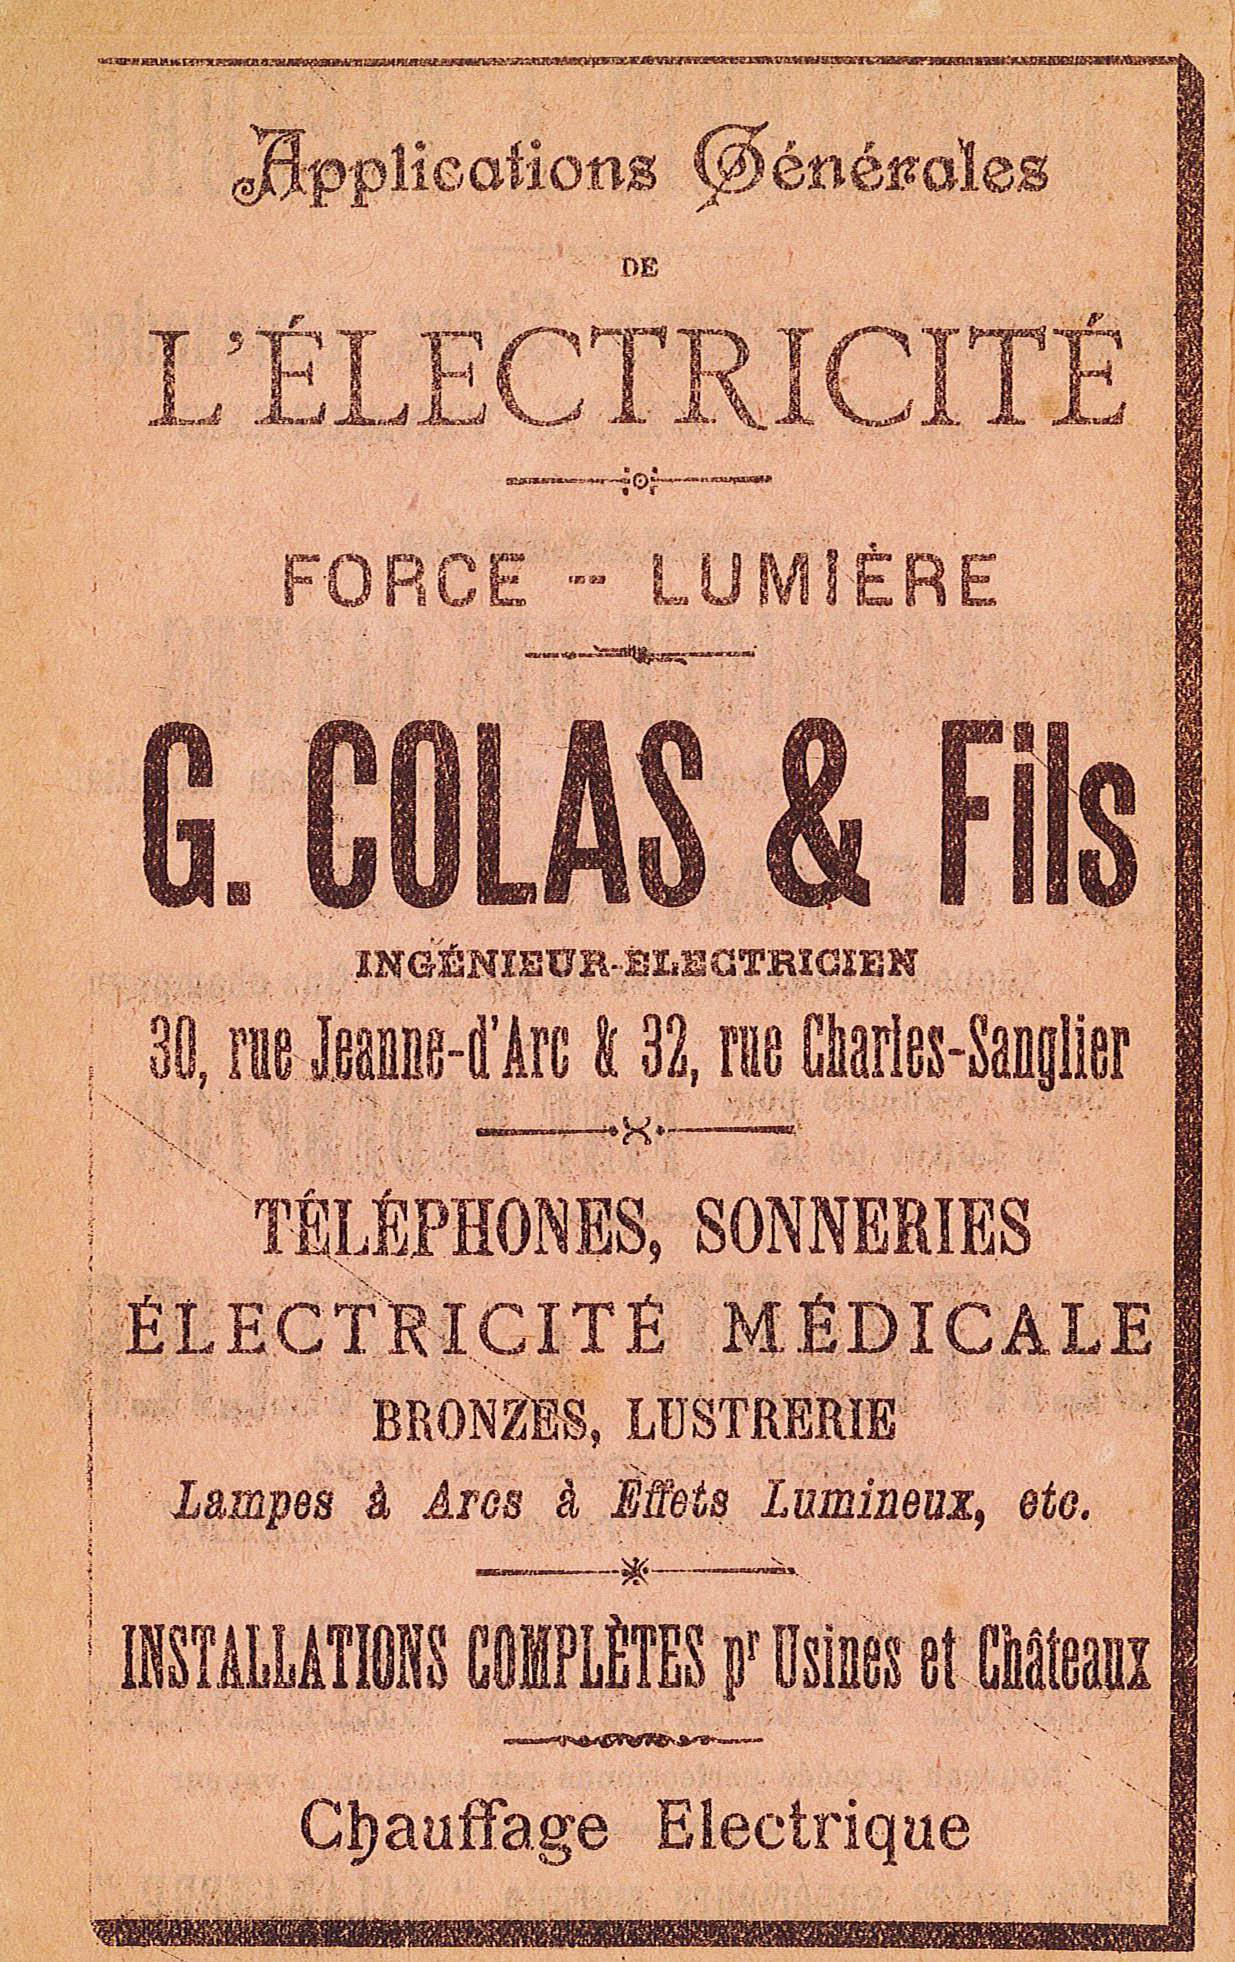 Applications Générales
DE
L'ÉLECTRICITÉ
FORCE -- LUMIÈRE
G. COLAS & Fils
INGÉNIEUR-ELECTRICIEN
30, rue Jeanne-d'Arc & 32, rue Charles-Sanglier
TÉLÉPHONES, SONNERIES
ÉLECTRICITÉ MÉDICALE
BRONZES, LUSTRERIE
Lampes à Arcs à Effets Lumineux, etc.
INSTALLATIONS COMPLÈTES pr Usines et Châteaux
Chauffage Electrique